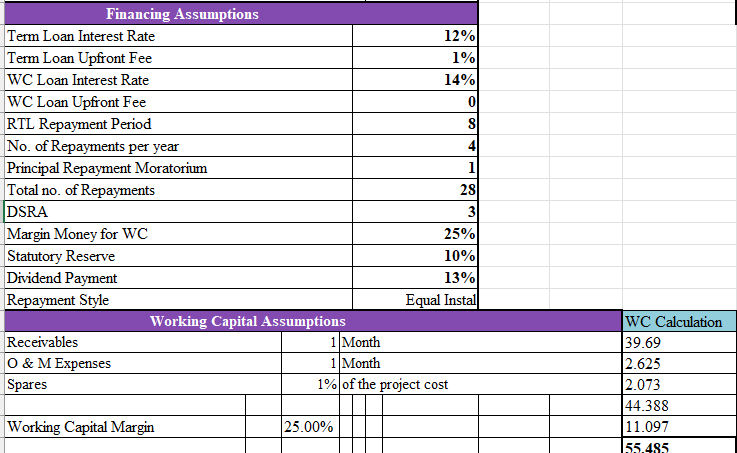 Financing Assumptions
Term Loan Interest Rate 12%
Term Loan Upfront Fee 1%
WC Loan Interest Rate 14%
WC Loan Upfront Fee 0
RTL Repayment Period 8
No. of Repayments per year 4
Principal Repayment Moratorium 1
Total no. of Repayments 28
DSRA 3
Margin Money for WC 25%
Statutory Reserve 10%
Dividend Payment 13%
Repayment Style Equal Instal
Working Capital Assumptions WC Calculation
Receivables 1 Month 39.69
O & M Expenses 1 Month 2.625
Spares 1% of the project cost 2.073
44.388
Working Capital Margin 25.00% 11.097
55.485